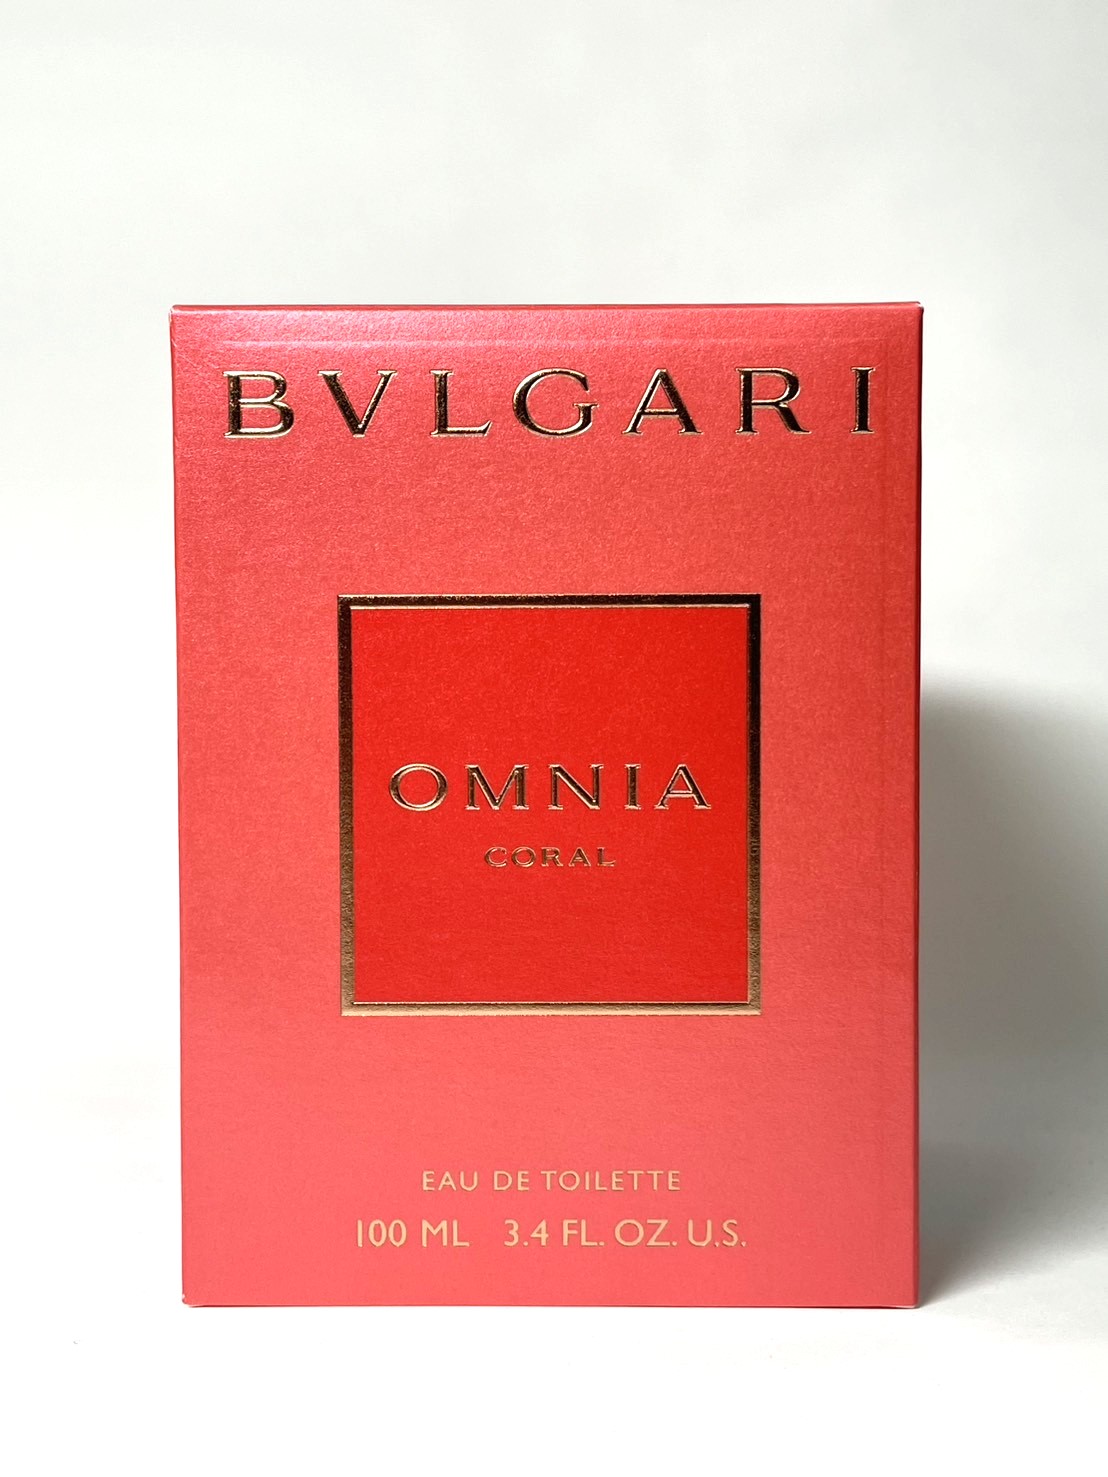 BVLGARI
OMNIA
CORAL
EAU DE TOILETTE
100 ML 3.4 FL. OZ. U.S.